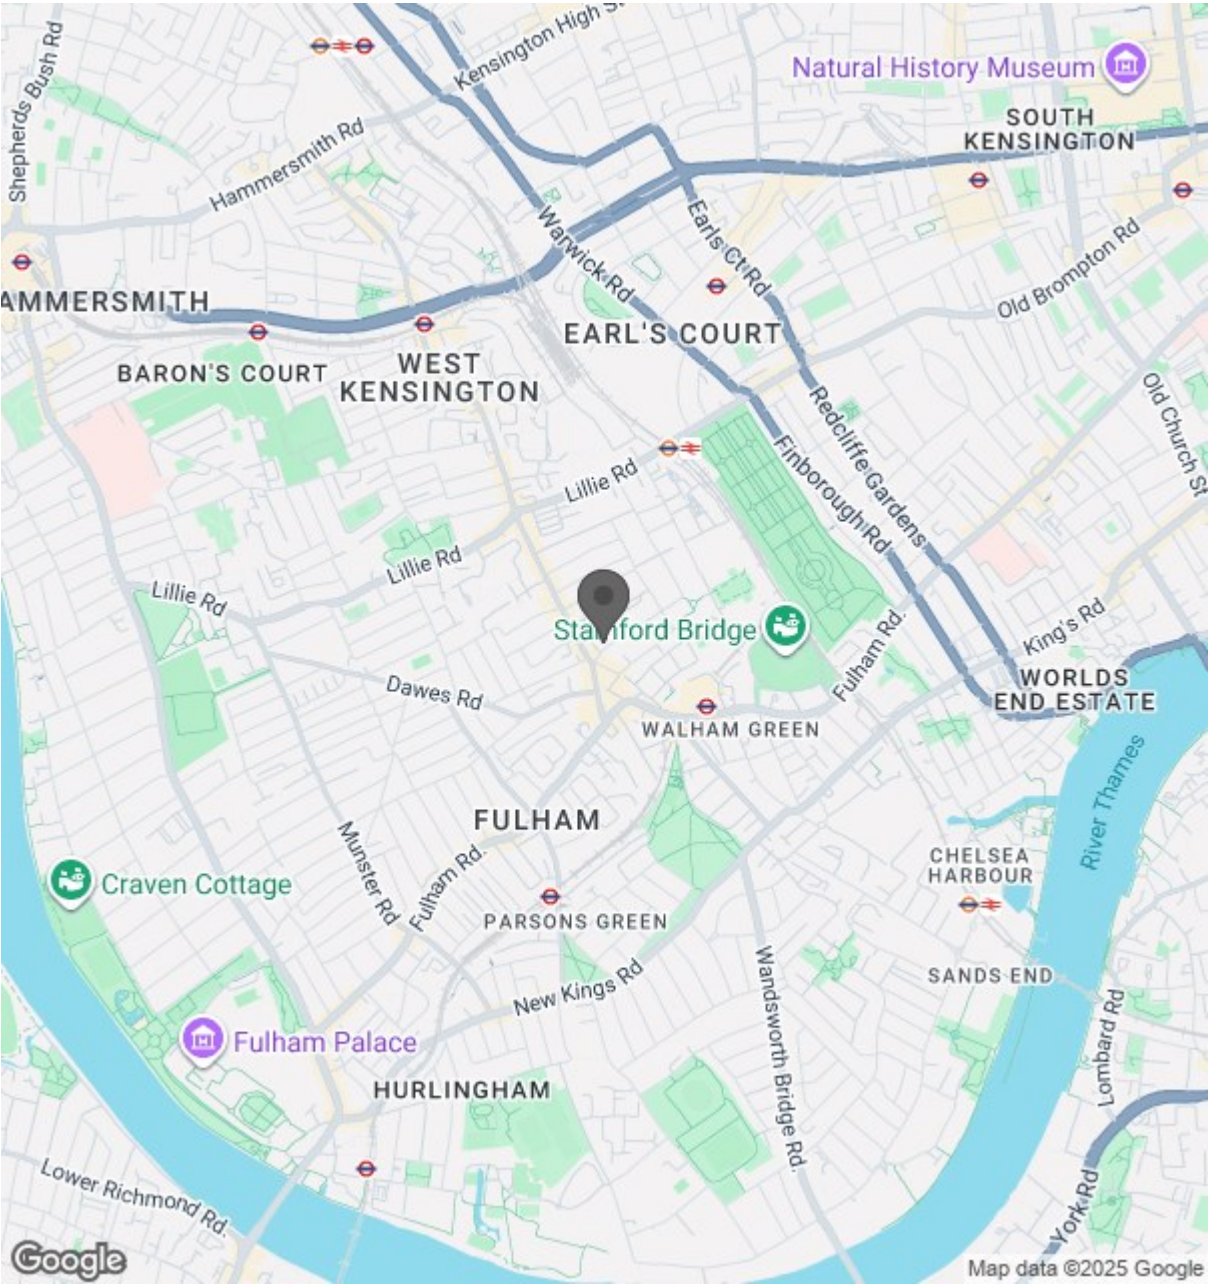 Shepherds Bush Rd
Kensington High St
Natural History Museum
SOUTH
KENSINGTON
Hammersmith Rd
Warwick Rd
Earls Ct Rd
Old Brompton Rd
AMMERSMITH
EARL'S COURT
BARON'S COURT
WEST
KENSINGTON
Old Church St
Redcliffe Gardens
Finborough Rd
Lillie Rd
Lillie Rd
Lillie Rd
Stamford Bridge
King's Rd
Fulham Rd.
WORLDS
END ESTATE
Dawes Rd
WALHAM GREEN
River Thames
FULHAM
Munster Rd
Fulham Rd.
CHELSEA
HARBOUR
Craven Cottage
PARSONS GREEN
Wandsworth Bridge Rd.
SANDS END
New Kings Rd
Lombard Rd
Fulham Palace
HURLINGHAM
Lower Richmond Rd.
York Rd
Google
Map data ©2025 Google